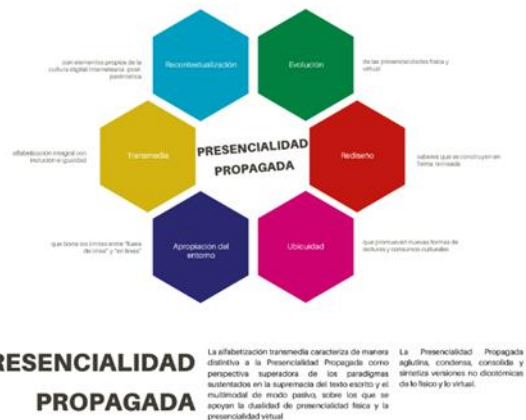 con elementos propios de la
cultura digital
Recontextualización
Evolución
de las presencialidades física y
virtual
alfabetización integral con
inclusión e igualdad
Transmedia
PRESENCIALIDAD
PROPAGADA
Rediseño
saberes que se construyen en
forma
que borra los límites entre "fuera
de línea" y "en línea"
Apropiación del
entorno
Ubicuidad
que promueven nuevas formas de
lecturas y consumos culturales
RESENCIALIDAD
PROPAGADA
La alfabetización transmedia caracteriza de manera
distintiva a la Presencialidad Propagada como
perspectiva superadora de los paradigmas
sustentados en la supremacía del texto escrito y el
multimodal de modo pasivo, sobre los que se
apoyan la dualidad de presencialidad física y la
presencialidad virtual
La Presencialidad Propagada
aglutina, condensa, consolida y
sintetiza versiones no dicotómicas
de lo físico y lo virtual.